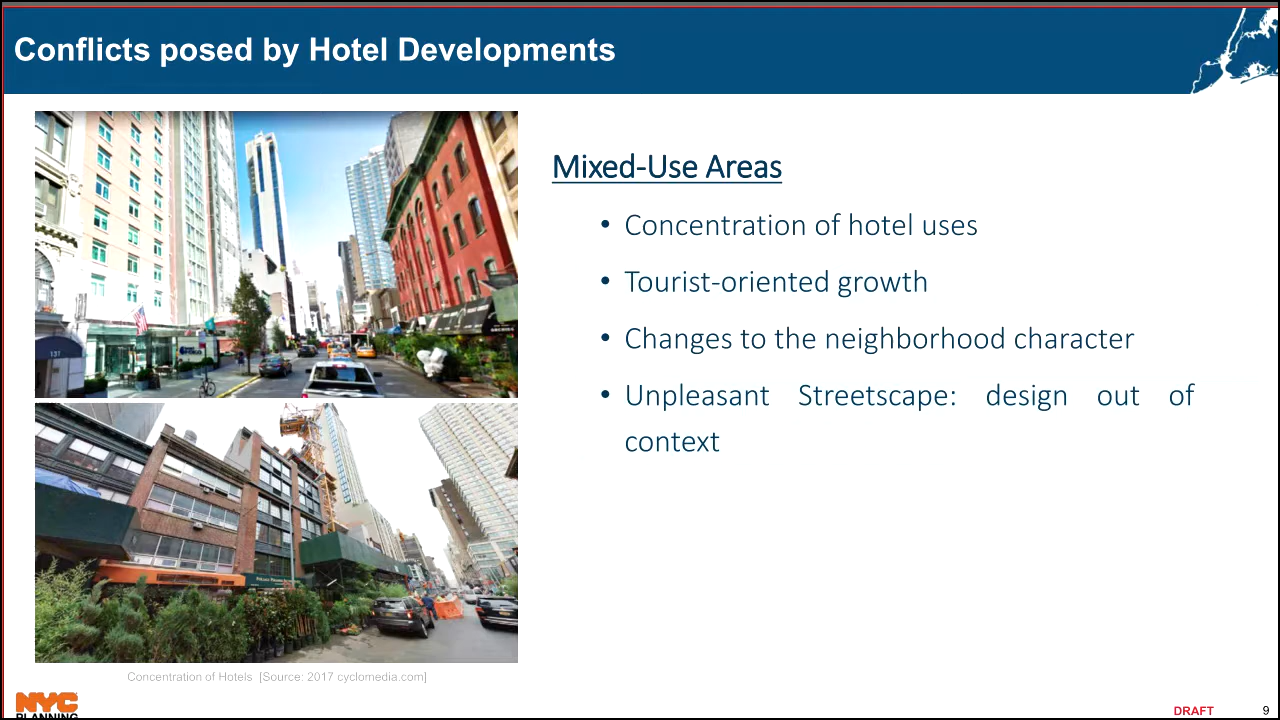 Conflicts posed by Hotel Developments
Mixed-Use Areas
• Concentration of hotel uses
• Tourist-oriented growth
• Changes to the neighborhood character
• Unpleasant Streetscape: design out of
context
131
Concentration of Hotels [Source: 2017 cyclomedia.com]
NYC
PLANNING
DRAFT
9